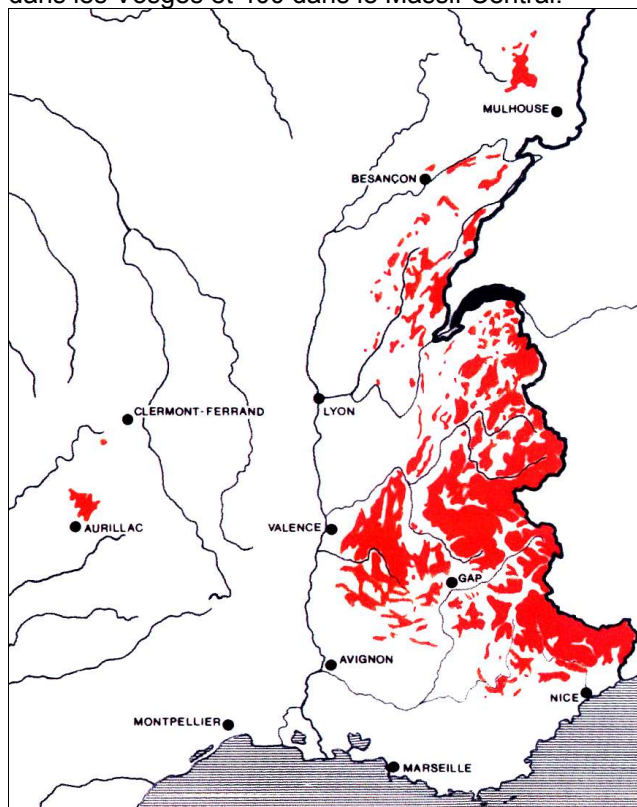 dans les Vosges et 400 dans le Massif Central.
MULHOUSE
BESANÇON
CLERMONT-FERRAND
LYON
AURILLAC
VALENCE
GAP
AVIGNON
NICE
MONTPELLIER
MARSEILLE